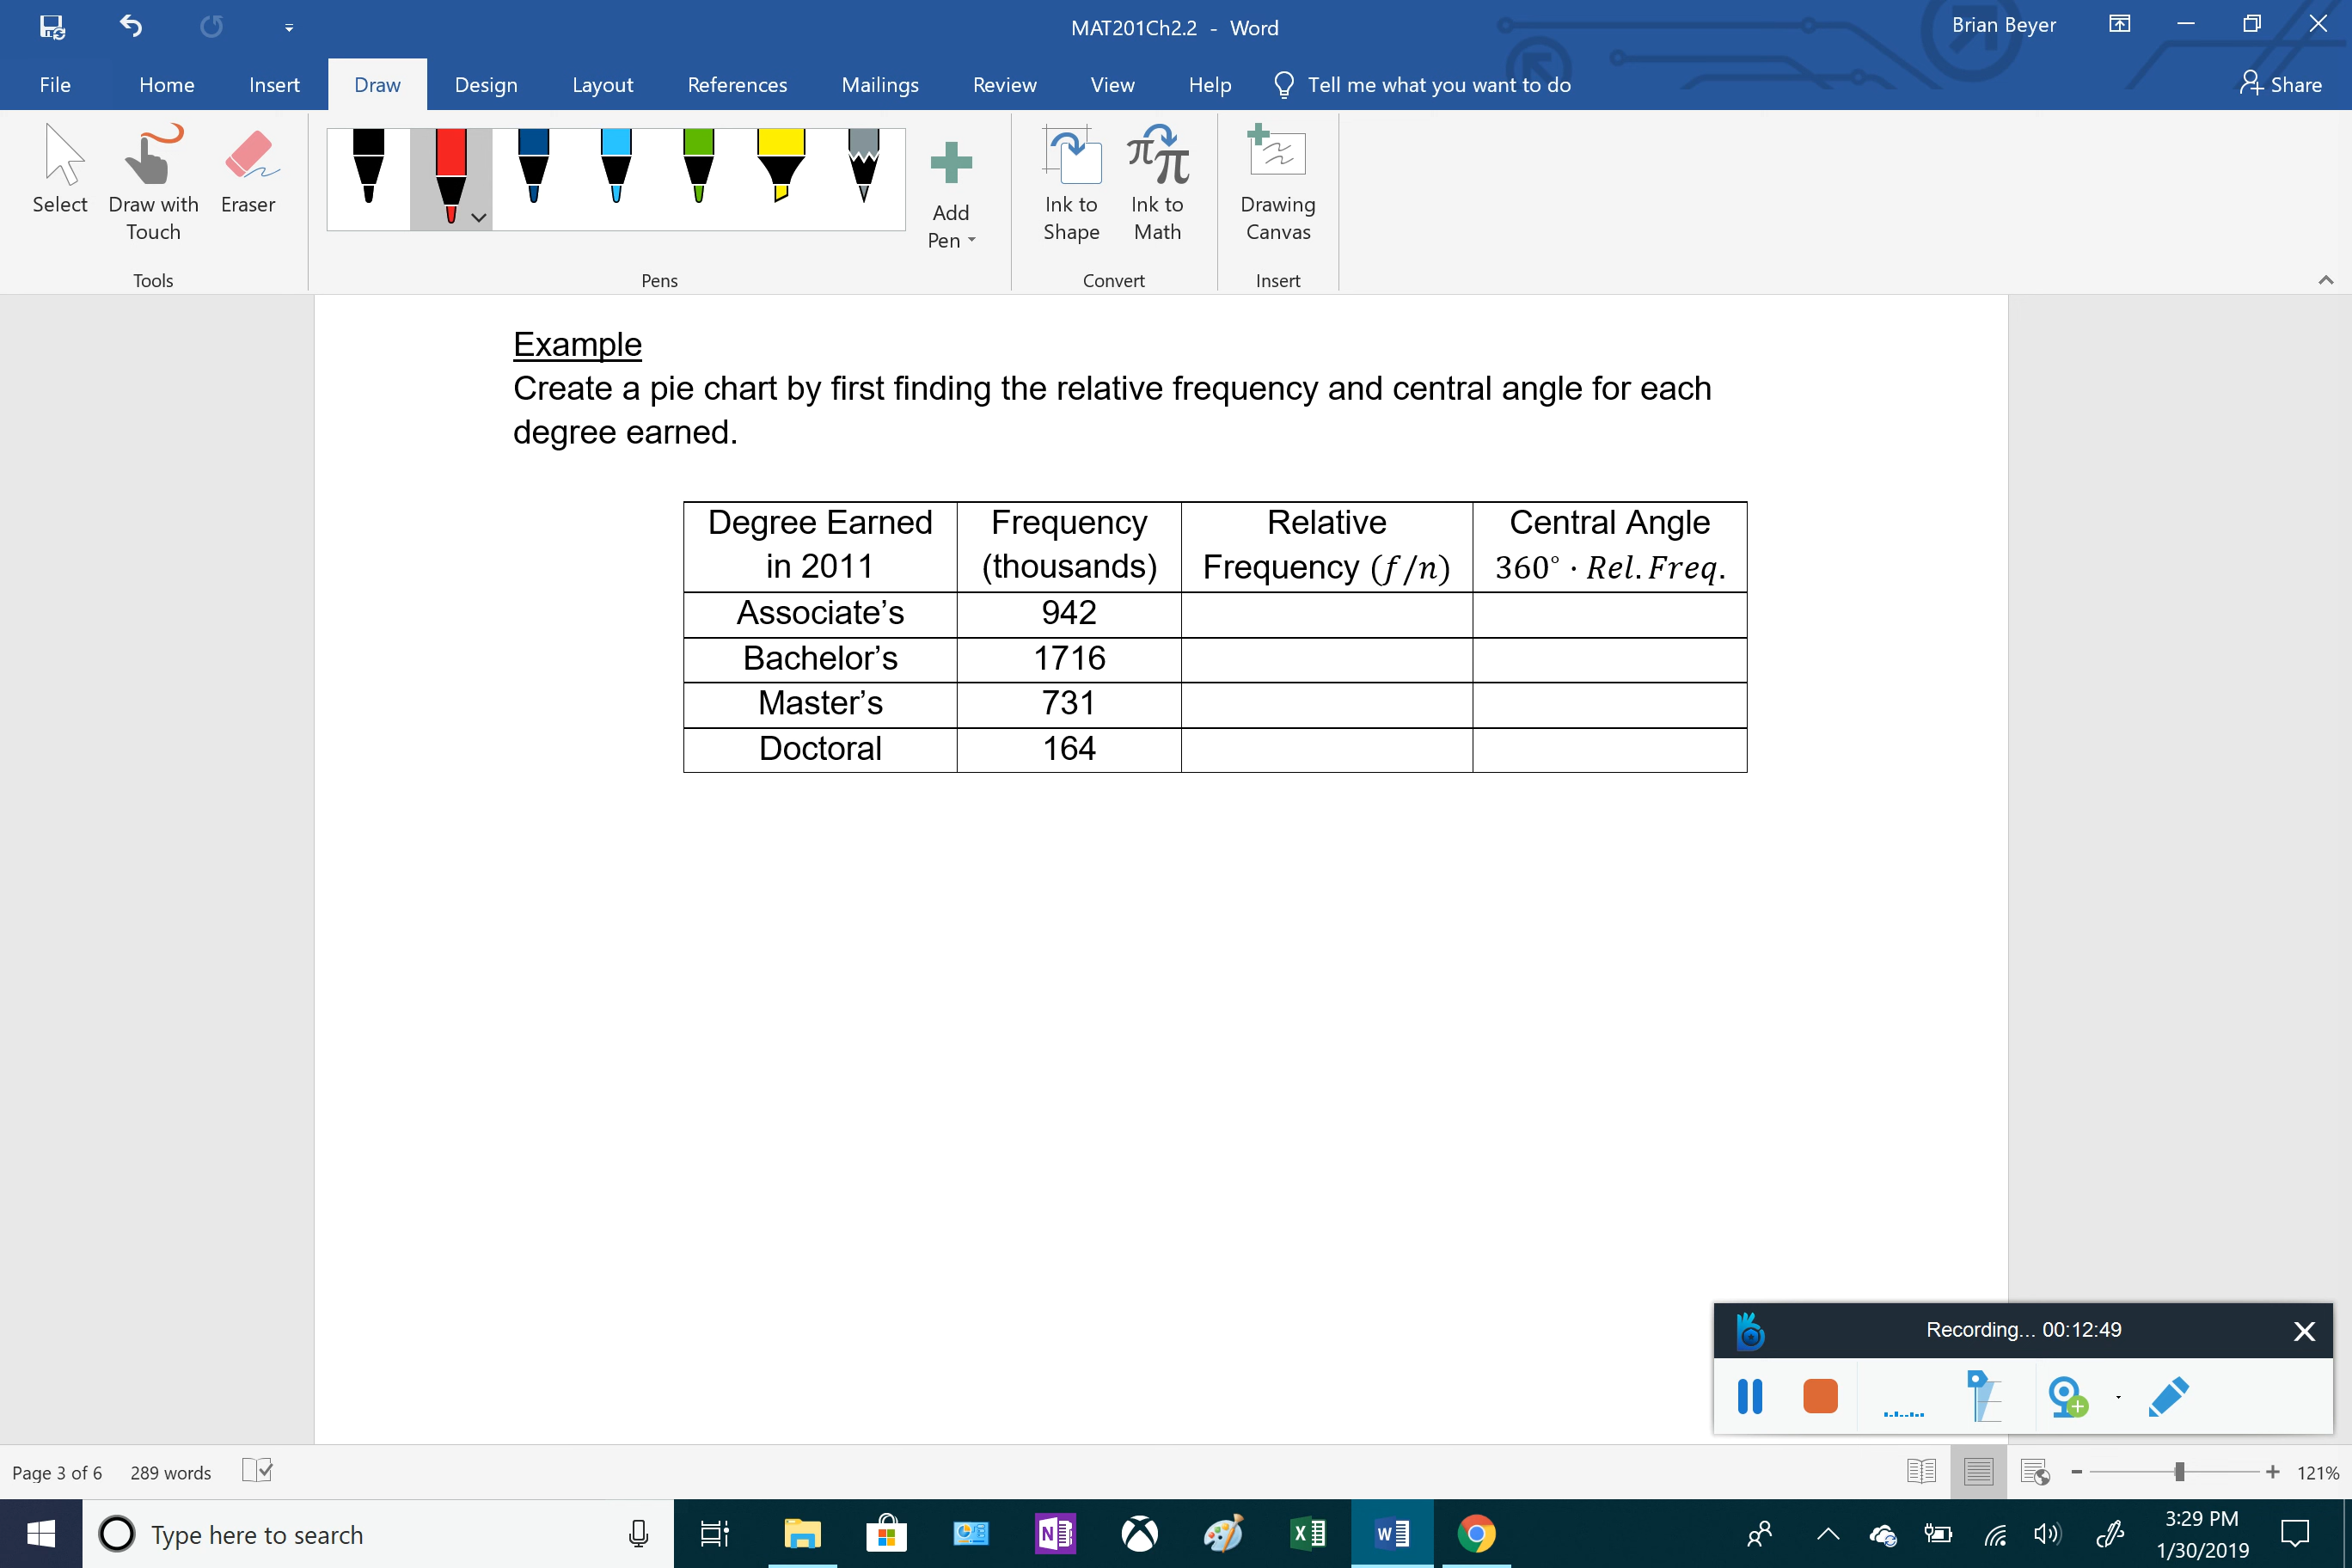 MAT201Ch2.2 - Word
Brian Beyer
File Home Insert Draw Design Layout References Mailings Review View Help Tell me what you want to do Share
Select Draw with Touch Eraser Add Pen Ink to Shape Ink to Math Drawing Canvas
Tools Pens Convert Insert
Example
Create a pie chart by first finding the relative frequency and central angle for each
degree earned.
Degree Earned in 2011 Frequency (thousands) Relative Frequency (f/n) Central Angle 360° · Rel. Freq.
Associate’s 942
Bachelor’s 1716
Master’s 731
Doctoral 164
Recording... 00:12:49
Page 3 of 6 289 words 121%
Type here to search
3:29 PM
1/30/2019